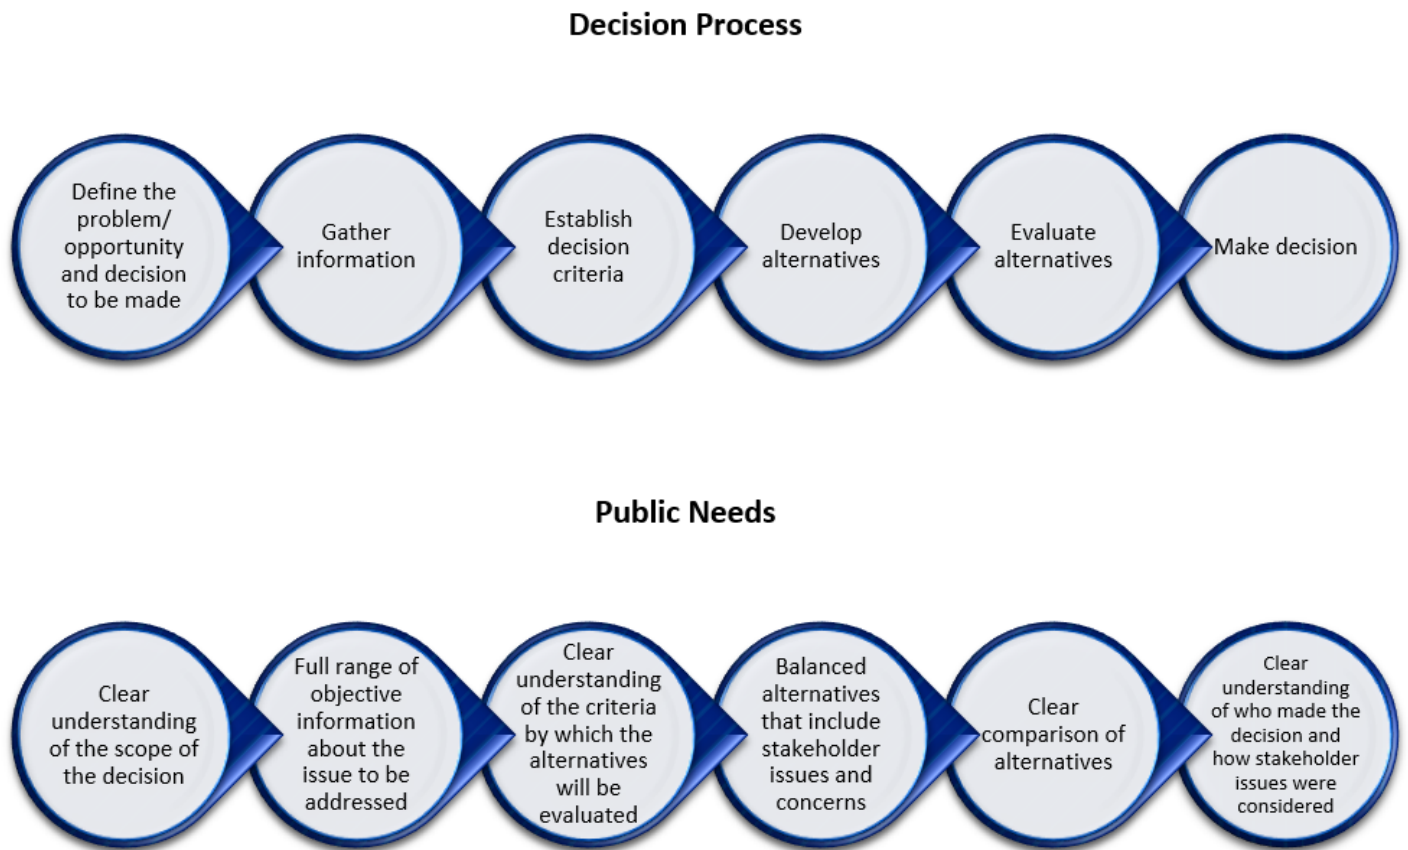 Decision Process
Define the
problem/
opportunity
and decision
to be made
Gather
information
Establish
decision
criteria
Develop
alternatives
Evaluate
alternatives
Make decision
Public Needs
Clear
understanding
of the scope of
the decision
Full range of
objective
information
about the
issue to be
addressed
Clear
understanding
of the criteria
by which the
alternatives
will be
evaluated
Balanced
alternatives
that include
stakeholder
issues and
concerns
Clear
comparison of
alternatives
Clear
understanding
of who made the
decision and
how stakeholder
issues were
considered